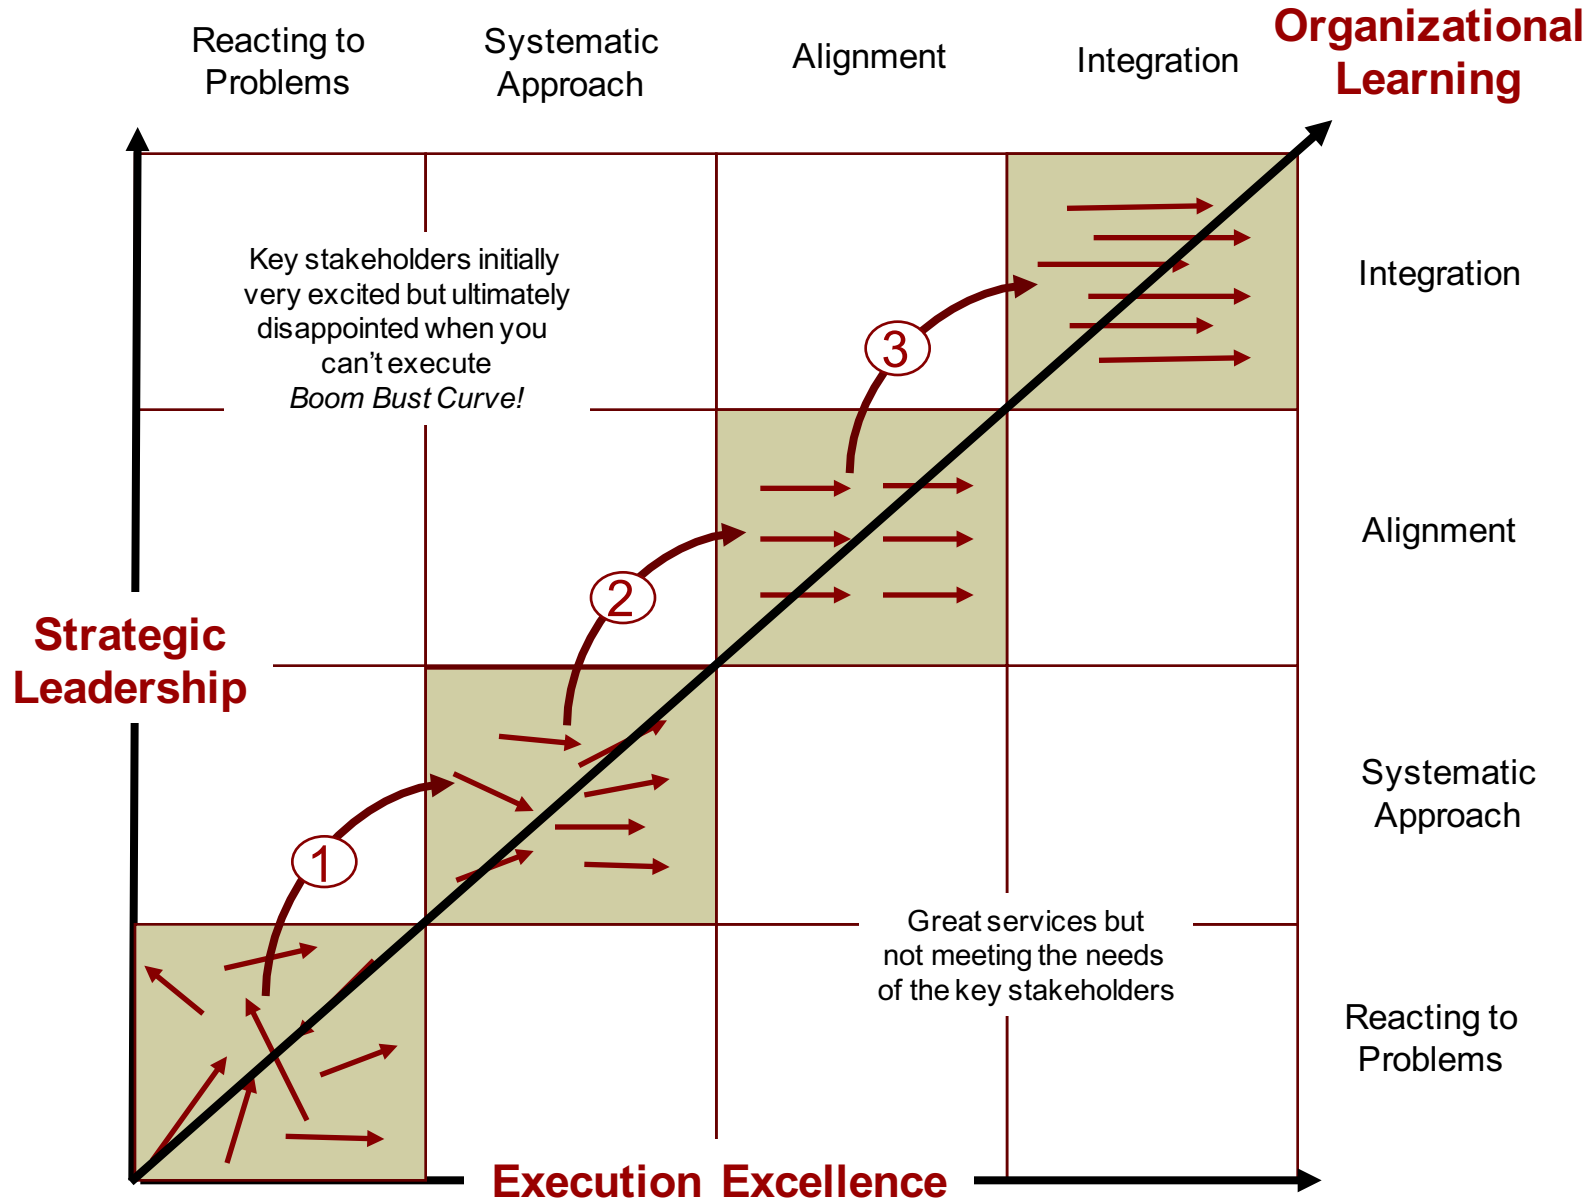 Reacting to
Problems
Systematic
Approach
Alignment
Integration
Organizational
Learning
Key stakeholders initially
very excited but ultimately
disappointed when you
can't execute
Boom Bust Curve!
3
Integration
2
Alignment
Strategic
Leadership
1
Systematic
Approach
Great services but
not meeting the needs
of the key stakeholders
Reacting to
Problems
Execution Excellence